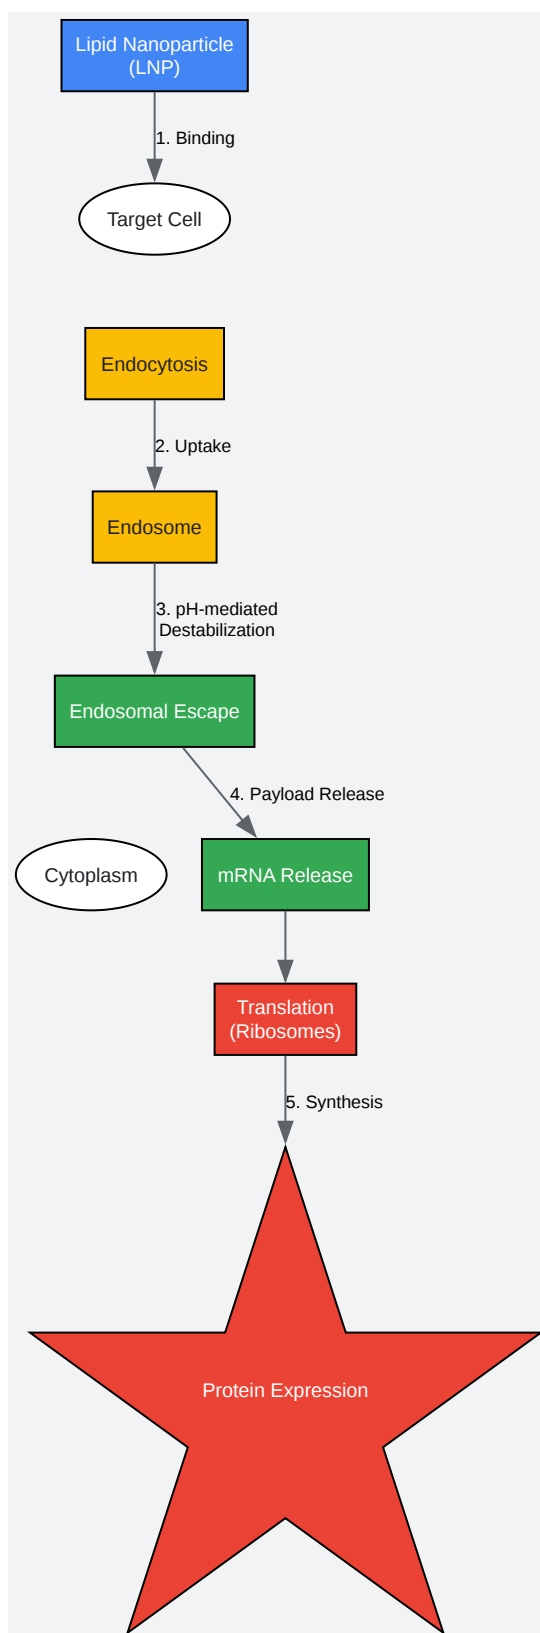 Lipid Nanoparticle
(LNP)
1. Binding
Target Cell
Endocytosis
2. Uptake
Endosome
3. pH-mediated
Destabilization
Endosomal Escape
4. Payload Release
Cytoplasm
mRNA Release
Translation
(Ribosomes)
5. Synthesis
Protein Expression